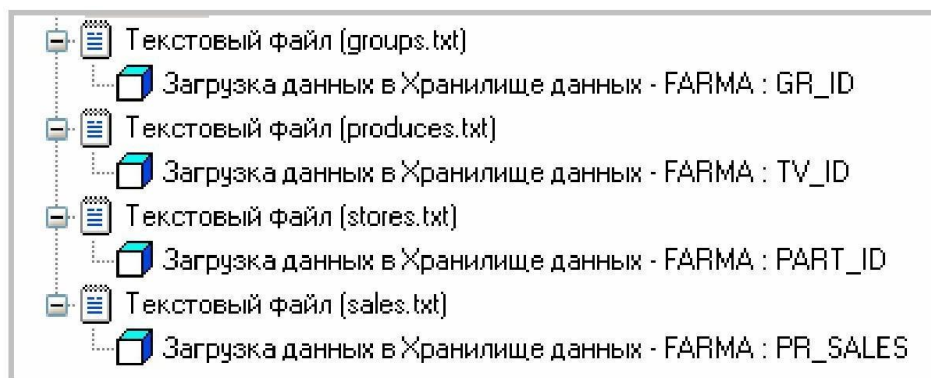 Текстовый файл (groups.txt)
Загрузка данных в Хранилище данных - FARMA : GR_ID
Текстовый файл (produces.txt)
Загрузка данных в Хранилище данных - FARMA : TV_ID
Текстовый файл (stores.txt)
Загрузка данных в Хранилище данных - FARMA : PART_ID
Текстовый файл (sales.txt)
Загрузка данных в Хранилище данных - FARMA : PR_SALES